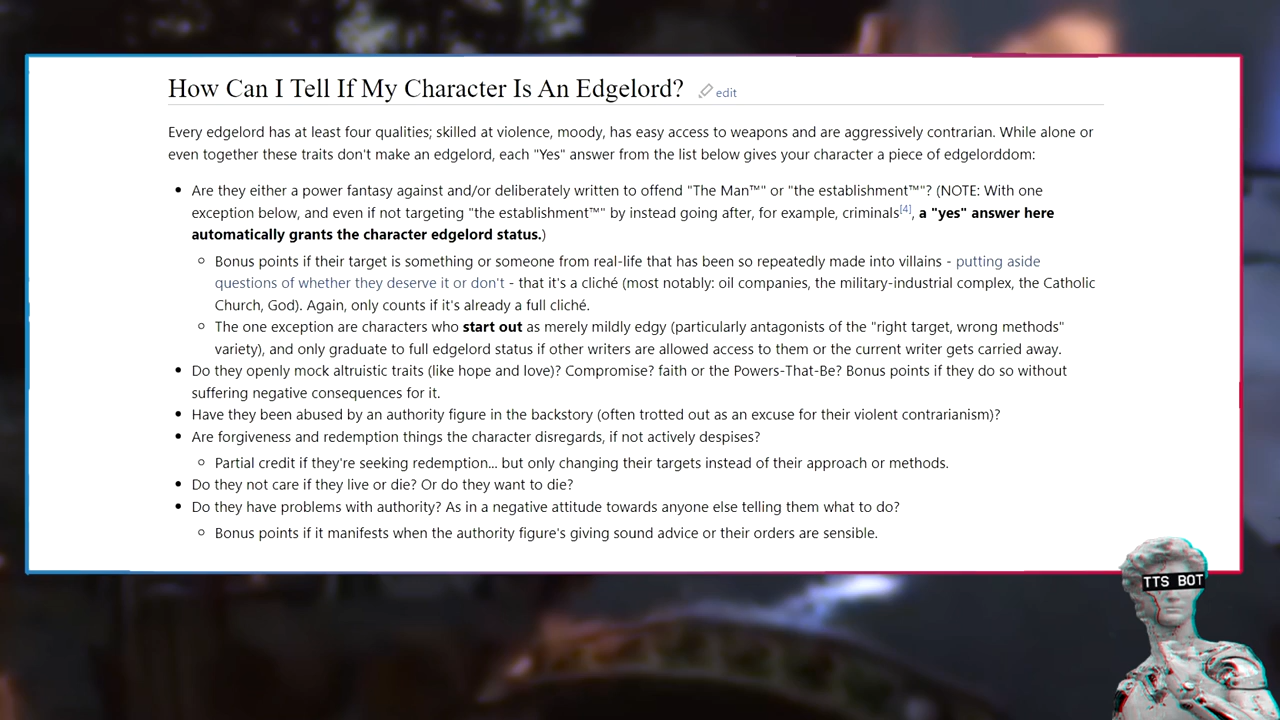 How Can I Tell If My Character Is An Edgelord? edit
Every edgelord has at least four qualities; skilled at violence, moody, has easy access to weapons and are aggressively contrarian. While alone or
even together these traits don't make an edgelord, each "Yes" answer from the list below gives your character a piece of edgelorddom:
• Are they either a power fantasy against and/or deliberately written to offend "The Man™" or "the establishment™"? (NOTE: With one
exception below, and even if not targeting "the establishment™" by instead going after, for example, criminals[4], a "yes" answer here
automatically grants the character edgelord status.)
○ Bonus points if their target is something or someone from real-life that has been so repeatedly made into villains - putting aside
questions of whether they deserve it or don't - that it's a cliché (most notably: oil companies, the military-industrial complex, the Catholic
Church, God). Again, only counts if it's already a full cliché.
○ The one exception are characters who start out as merely mildly edgy (particularly antagonists of the "right target, wrong methods"
variety), and only graduate to full edgelord status if other writers are allowed access to them or the current writer gets carried away.
• Do they openly mock altruistic traits (like hope and love)? Compromise? faith or the Powers-That-Be? Bonus points if they do so without
suffering negative consequences for it.
• Have they been abused by an authority figure in the backstory (often trotted out as an excuse for their violent contrarianism)?
• Are forgiveness and redemption things the character disregards, if not actively despises?
○ Partial credit if they're seeking redemption... but only changing their targets instead of their approach or methods.
• Do they not care if they live or die? Or do they want to die?
• Do they have problems with authority? As in a negative attitude towards anyone else telling them what to do?
○ Bonus points if it manifests when the authority figure's giving sound advice or their orders are sensible.
TTS BOT